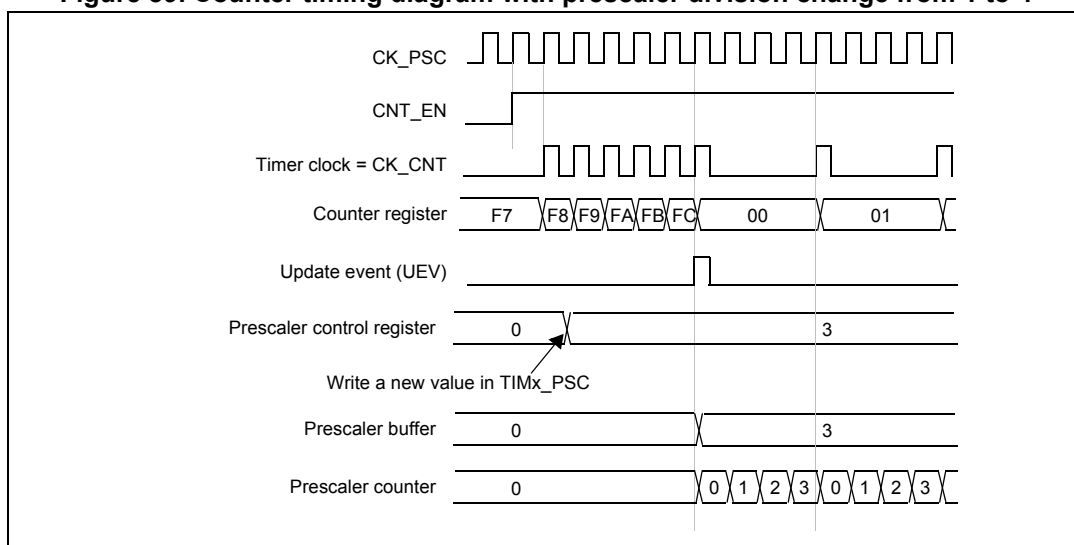 Counter timing diagram with prescaler division change from 1 to 4
CK_PSC
CNT_EN
Timer clock = CK_CNT
Counter register F7 F8 F9 FA FB FC 00 01
Update event (UEV)
Prescaler control register 0 3
Write a new value in TIMx_PSC
Prescaler buffer 0 3
Prescaler counter 0 0 1 2 3 0 1 2 3